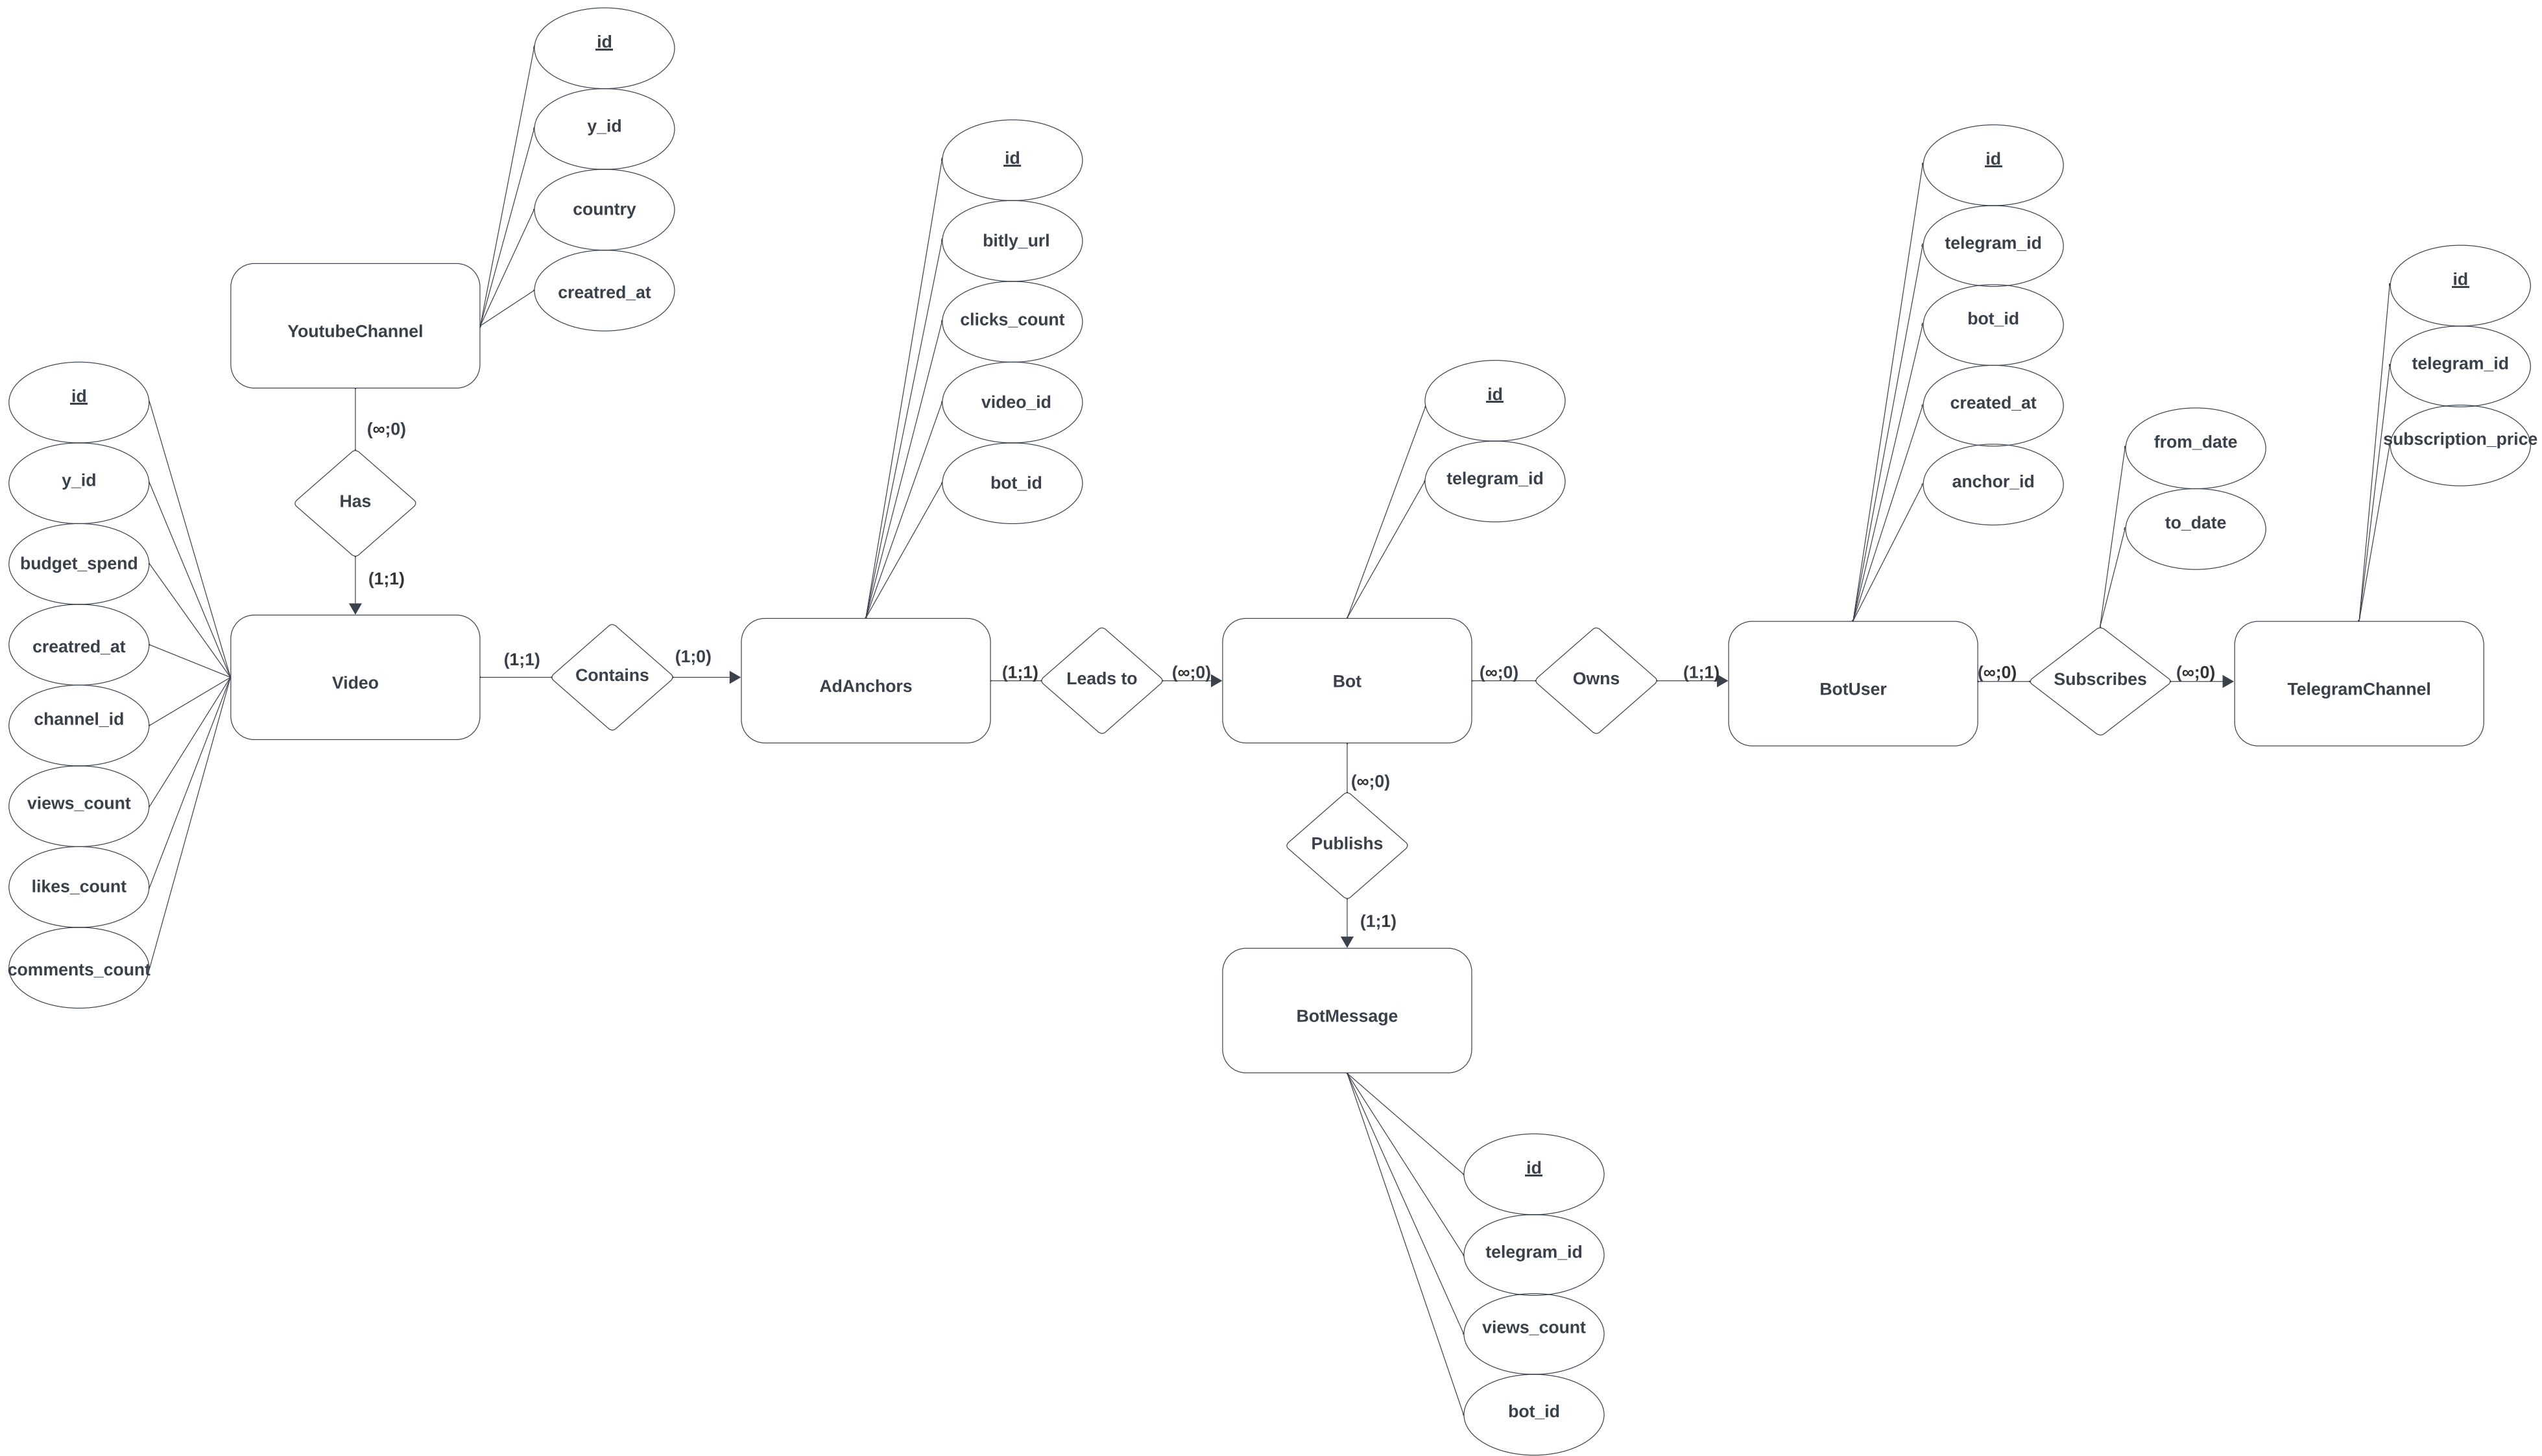 id
y_id
country
creatred_at
YoutubeChannel
(∞;0)
Has
(1;1)
id
y_id
budget_spend
creatred_at
channel_id
views_count
likes_count
comments_count
Video
(1;1)
Contains
(1;0)
id
bitly_url
clicks_count
video_id
bot_id
AdAnchors
(1;1)
Leads to
(∞;0)
id
telegram_id
Bot
(∞;0)
Owns
(1;1)
id
telegram_id
bot_id
created_at
anchor_id
BotUser
(∞;0)
Subscribes
(∞;0)
from_date
to_date
id
telegram_id
subscription_price
TelegramChannel
(∞;0)
Publishs
(1;1)
BotMessage
id
telegram_id
views_count
bot_id